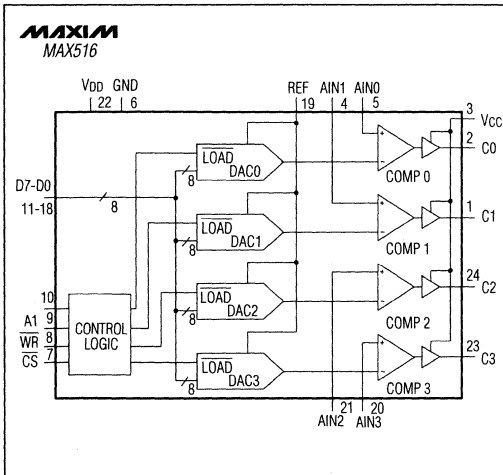 MAXIM
MAX516
VDD GND
22 6
REF AIN1 AIN0
19 4 5
3
VCC
2
C0
LOAD
DAC0
8
COMP 0
D7-D0
11-18
8
1
C1
LOAD
DAC1
8
COMP 1
24
C2
LOAD
DAC2
8
COMP 2
10
9
A1
8
WR
7
CS
CONTROL
LOGIC
23
C3
LOAD
DAC3
8
COMP 3
21 20
AIN2 AIN3